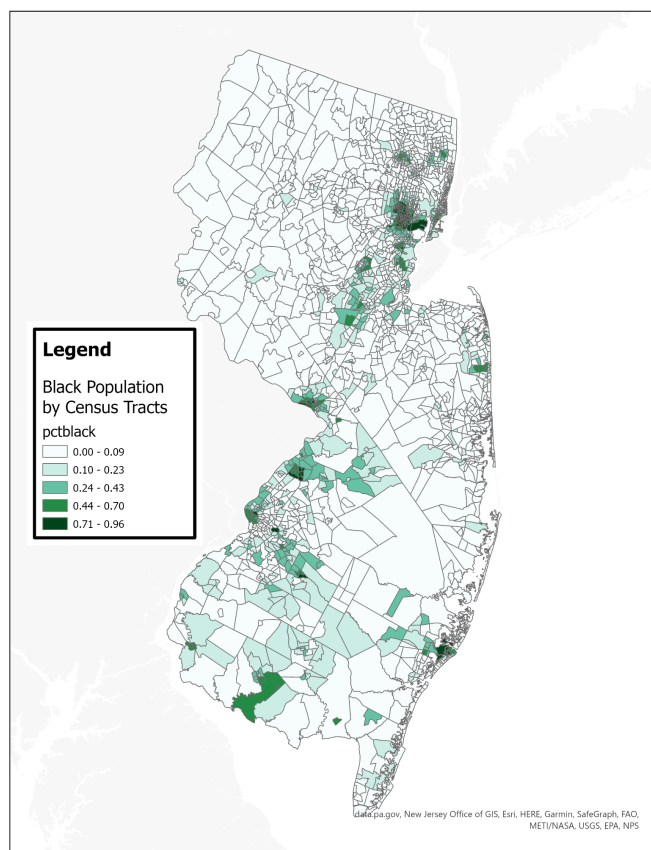 Legend
Black Population
by Census Tracts
pctblack
0.00 - 0.09
0.10 - 0.23
0.24 - 0.43
0.44 - 0.70
0.71 - 0.96
data.pa.gov, New Jersey Office of GIS, Esri, HERE, Garmin, SafeGraph, FAO,
METI/NASA, USGS, EPA, NPS